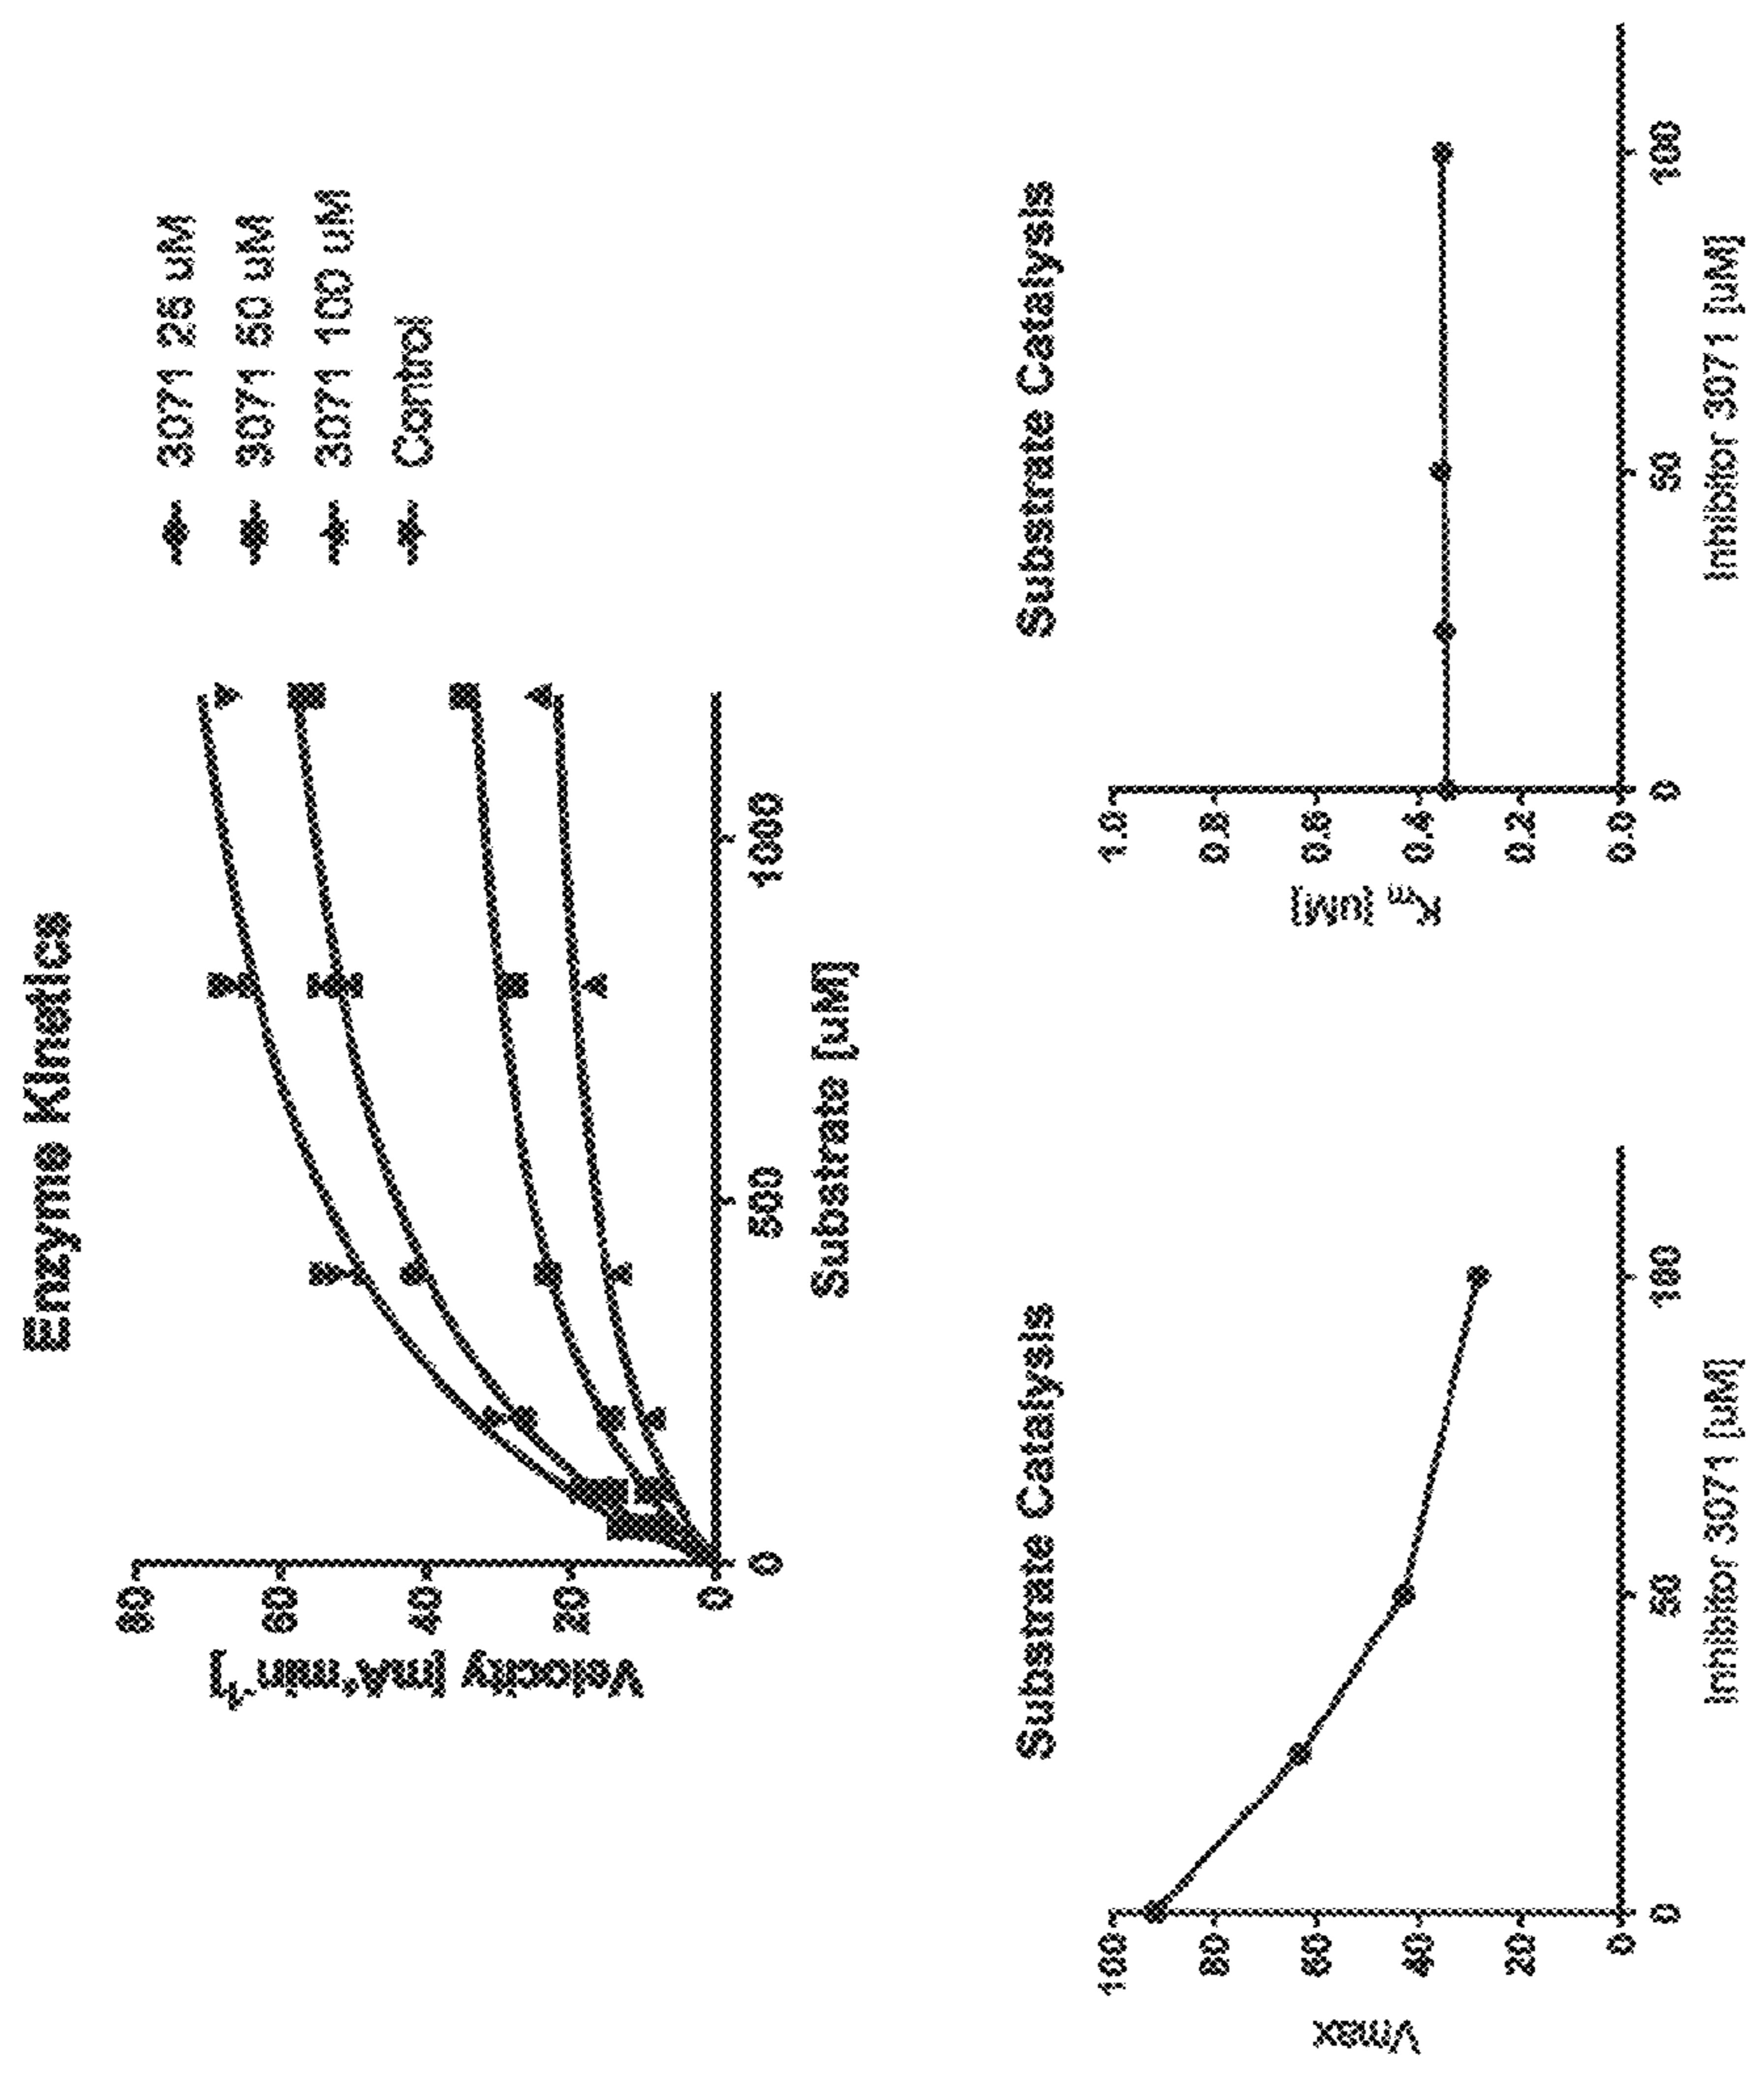 Enzyme Kinetics
Velocity [mA*min⁻¹]
80
60
40
20
0
0
500
1000
Substrate [uM]
3071 25 uM
3071 50 uM
3071 100 uM
Control
Substrate Catalysis
Vmax
100
80
60
40
20
0
0
50
100
Inhibitor 3071 [uM]
Substrate Catalysis
Km [uM]
1.0
0.8
0.6
0.4
0.2
0.0
0
50
100
Inhibitor 3071 [uM]